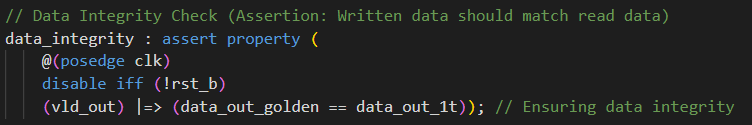 // Data Integrity Check (Assertion: Written data should match read data)
data_integrity : assert property (
@(posedge clk)
disable iff (!rst_b)
(vld_out) |=> (data_out_golden == data_out_1t)); // Ensuring data integrity